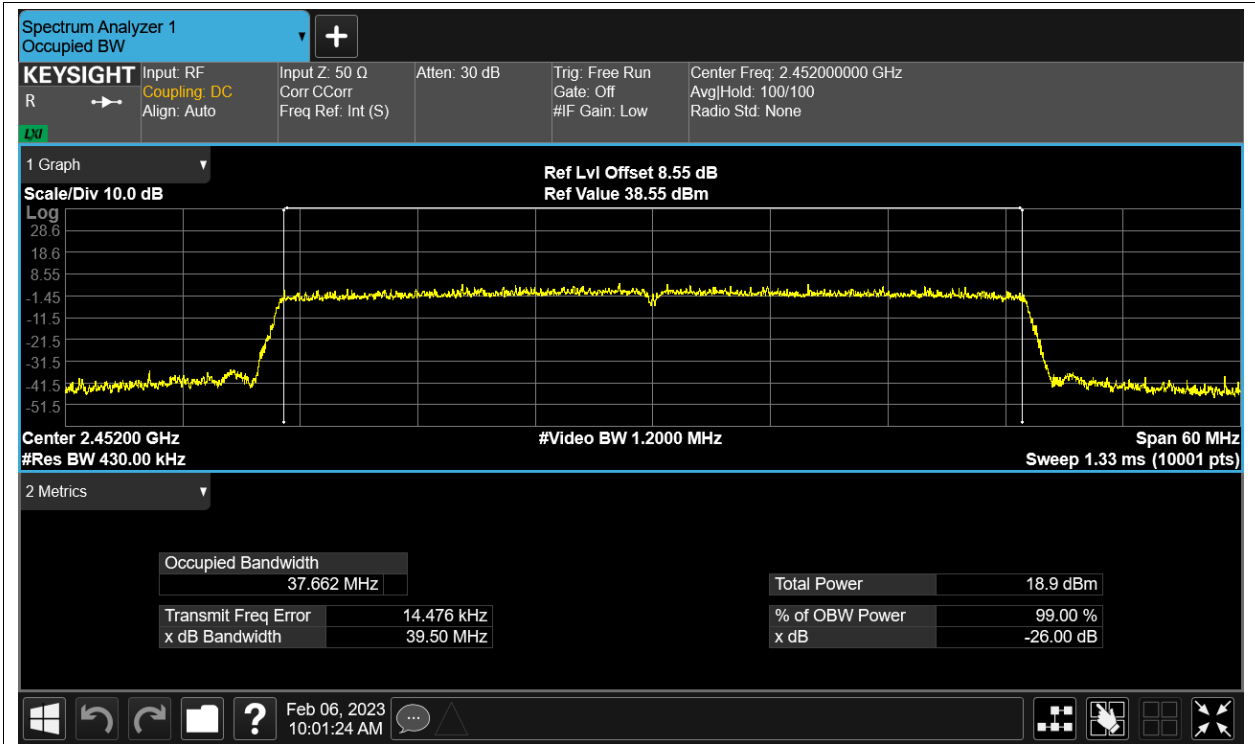 Spectrum Analyzer 1
Occupied BW
KEYSIGHT
R
LXI
Input: RF
Coupling: DC
Align: Auto
Input Z: 50 Ω
Corr CCorr
Freq Ref: Int (S)
Atten: 30 dB
Trig: Free Run
Gate: Off
#IF Gain: Low
Center Freq: 2.452000000 GHz
Avg|Hold: 100/100
Radio Std: None
1 Graph
Scale/Div 10.0 dB
Ref Lvl Offset 8.55 dB
Ref Value 38.55 dBm
Log
28.6
18.6
8.55
-1.45
-11.5
-21.5
-31.5
-41.5
-51.5
Center 2.45200 GHz
#Video BW 1.2000 MHz
Span 60 MHz
#Res BW 430.00 kHz
Sweep 1.33 ms (10001 pts)
2 Metrics
Occupied Bandwidth
37.662 MHz
Transmit Freq Error 14.476 kHz
x dB Bandwidth 39.50 MHz
Total Power 18.9 dBm
% of OBW Power 99.00 %
x dB -26.00 dB
?
Feb 06, 2023
10:01:24 AM